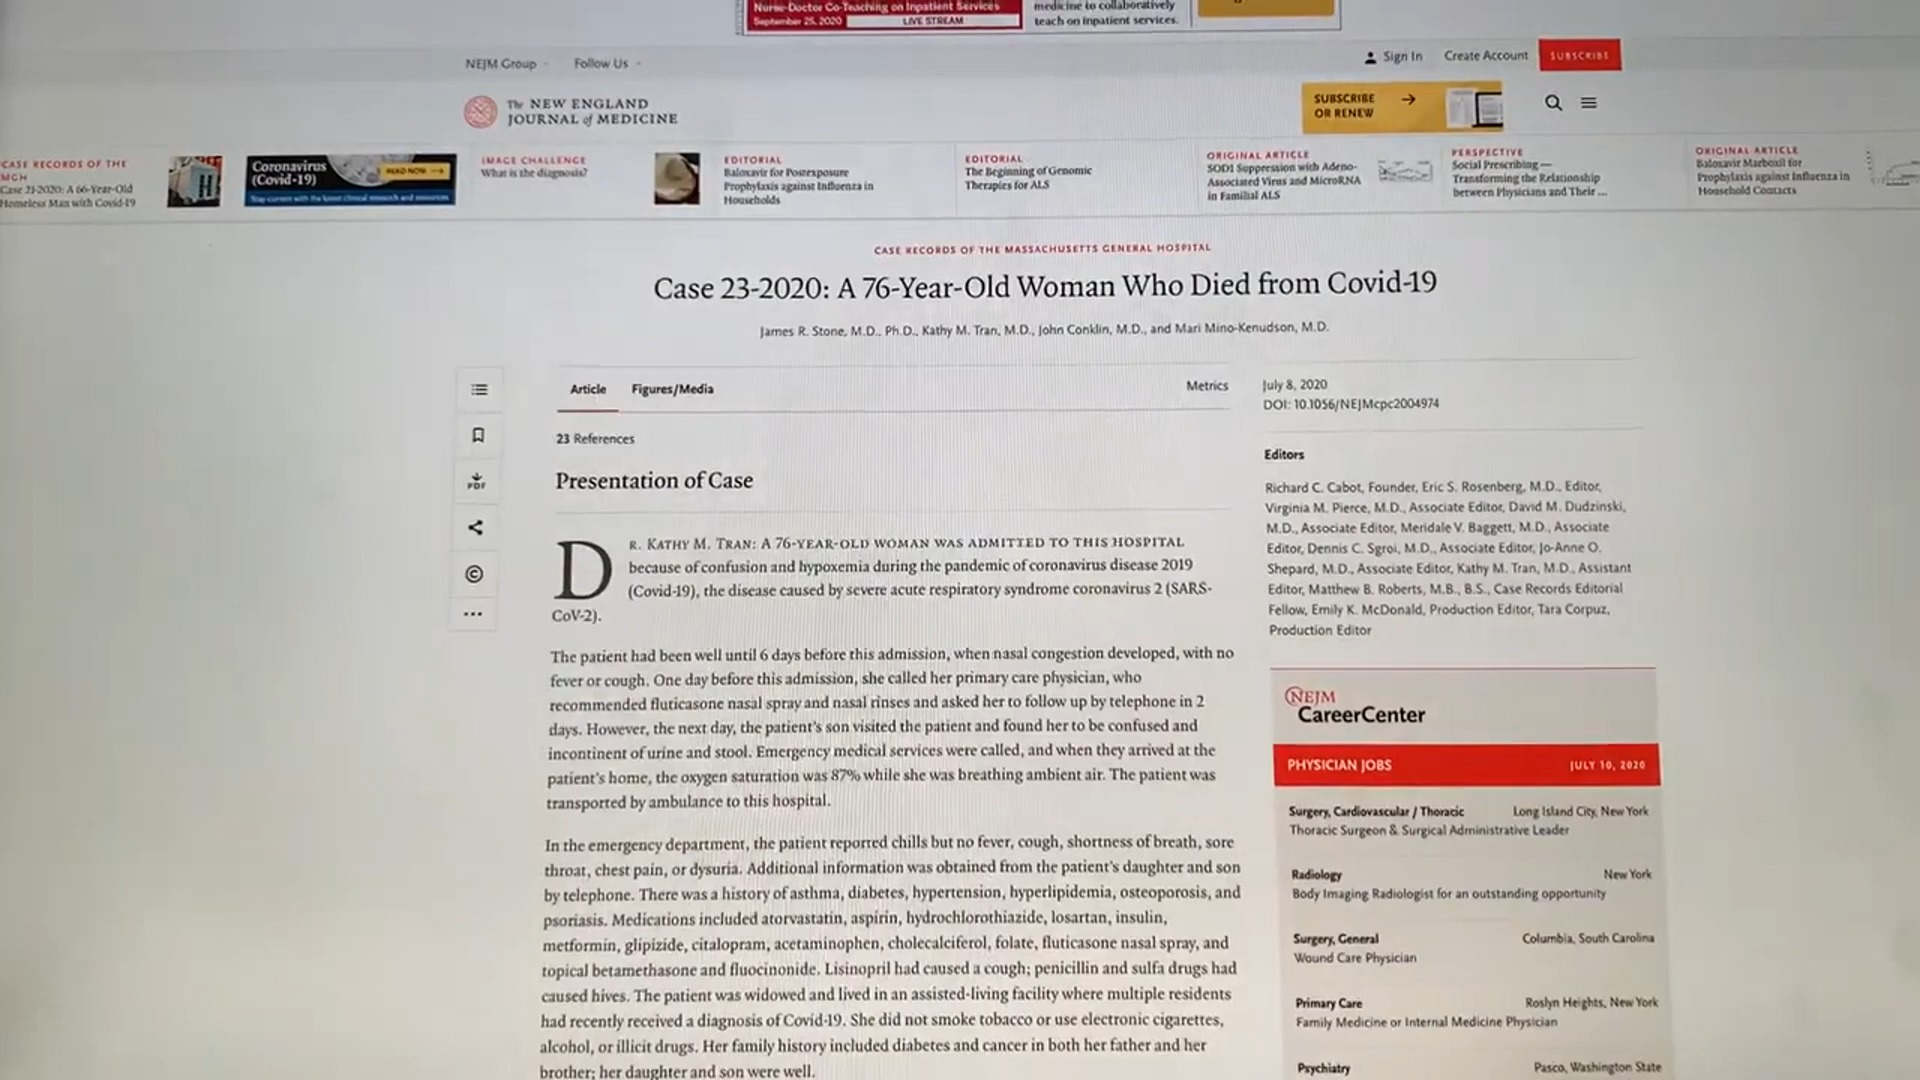 Nurse-Doctor Co-Teaching on Inpatient Services
September 25, 2020 LIVE STREAM
medicine to collaboratively
teach on inpatient services.
NEJM Group
Follow Us
Sign In
Create Account
SUBSCRIBE
The NEW ENGLAND
JOURNAL of MEDICINE
SUBSCRIBE
OR RENEW
CASE RECORDS OF THE
MGH
Case 21-2020: A 66-Year-Old
Homeless Man with Covid-19
Coronavirus
(Covid-19)
READ NOW
Stay current with the latest clinical research and resources.
IMAGE CHALLENGE
What is the diagnosis?
EDITORIAL
Baloxavir for Postexposure
Prophylaxis against Influenza in
Households
EDITORIAL
The Beginning of Genomic
Therapies for ALS
ORIGINAL ARTICLE
SOD1 Suppression with Adeno-
Associated Virus and MicroRNA
in Familial ALS
PERSPECTIVE
Social Prescribing —
Transforming the Relationship
between Physicians and Their ...
ORIGINAL ARTICLE
Baloxavir Marboxil for
Prophylaxis against Influenza in
Household Contacts
CASE RECORDS OF THE MASSACHUSETTS GENERAL HOSPITAL
Case 23-2020: A 76-Year-Old Woman Who Died from Covid-19
James R. Stone, M.D., Ph.D., Kathy M. Tran, M.D., John Conklin, M.D., and Mari Mino-Kenudson, M.D.
Article
Figures/Media
Metrics
23 References
Presentation of Case
DR. KATHY M. TRAN: A 76-YEAR-OLD WOMAN WAS ADMITTED TO THIS HOSPITAL
because of confusion and hypoxemia during the pandemic of coronavirus disease 2019
(Covid-19), the disease caused by severe acute respiratory syndrome coronavirus 2 (SARS-
CoV-2).
The patient had been well until 6 days before this admission, when nasal congestion developed, with no
fever or cough. One day before this admission, she called her primary care physician, who
recommended fluticasone nasal spray and nasal rinses and asked her to follow up by telephone in 2
days. However, the next day, the patient's son visited the patient and found her to be confused and
incontinent of urine and stool. Emergency medical services were called, and when they arrived at the
patient's home, the oxygen saturation was 87% while she was breathing ambient air. The patient was
transported by ambulance to this hospital.
In the emergency department, the patient reported chills but no fever, cough, shortness of breath, sore
throat, chest pain, or dysuria. Additional information was obtained from the patient's daughter and son
by telephone. There was a history of asthma, diabetes, hypertension, hyperlipidemia, osteoporosis, and
psoriasis. Medications included atorvastatin, aspirin, hydrochlorothiazide, losartan, insulin,
metformin, glipizide, citalopram, acetaminophen, cholecalciferol, folate, fluticasone nasal spray, and
topical betamethasone and fluocinonide. Lisinopril had caused a cough; penicillin and sulfa drugs had
caused hives. The patient was widowed and lived in an assisted-living facility where multiple residents
had recently received a diagnosis of Covid-19. She did not smoke tobacco or use electronic cigarettes,
alcohol, or illicit drugs. Her family history included diabetes and cancer in both her father and her
brother; her daughter and son were well.
PDF
July 8, 2020
DOI: 10.1056/NEJMcpc2004974
Editors
Richard C. Cabot, Founder, Eric S. Rosenberg, M.D., Editor,
Virginia M. Pierce, M.D., Associate Editor, David M. Dudzinski,
M.D., Associate Editor, Meridale V. Baggett, M.D., Associate
Editor, Dennis C. Sgroi, M.D., Associate Editor, Jo-Anne O.
Shepard, M.D., Associate Editor, Kathy M. Tran, M.D., Assistant
Editor, Matthew B. Roberts, M.B., B.S., Case Records Editorial
Fellow, Emily K. McDonald, Production Editor, Tara Corpuz,
Production Editor
NEJM
CareerCenter
PHYSICIAN JOBS JULY 10, 2020
Surgery, Cardiovascular / Thoracic Long Island City, New York
Thoracic Surgeon & Surgical Administrative Leader
Radiology New York
Body Imaging Radiologist for an outstanding opportunity
Surgery, General Columbia, South Carolina
Wound Care Physician
Primary Care Roslyn Heights, New York
Family Medicine or Internal Medicine Physician
Psychiatry Pasco, Washington State